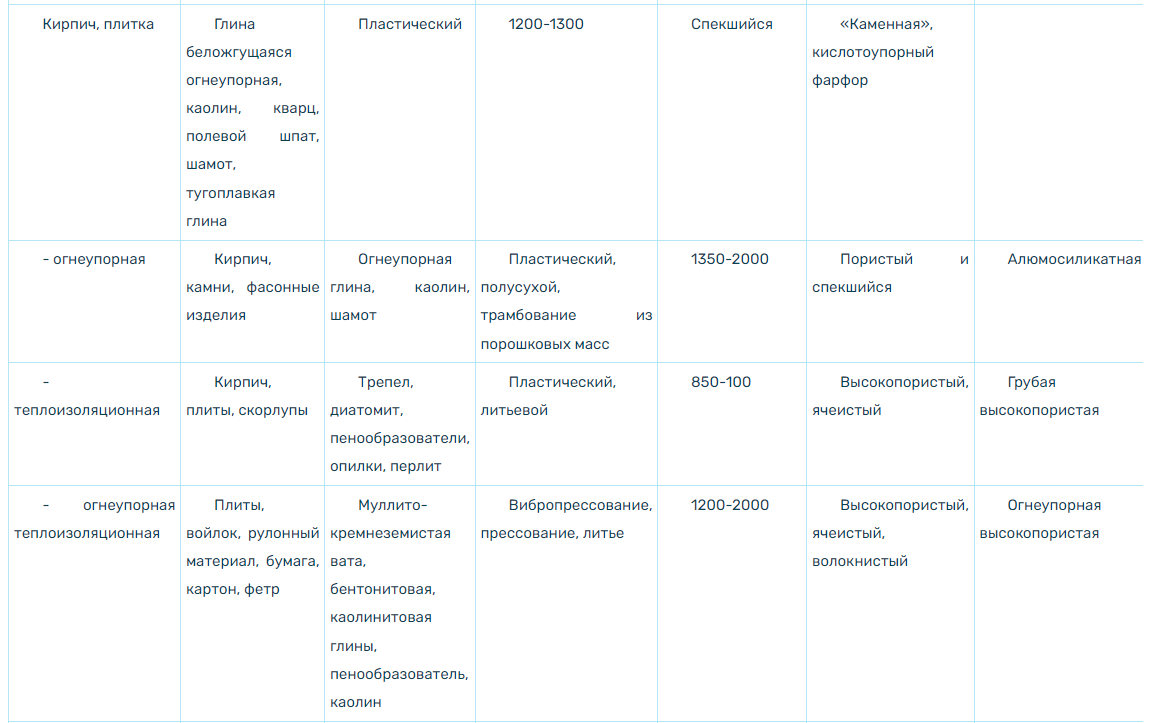 Кирпич, плитка
Глина
беложгущаяся
огнеупорная,
каолин, кварц,
полевой шпат,
шамот,
тугоплавкая
глина
Пластический
1200-1300
Спекшийся
«Каменная»,
кислотоупорный
фарфор
- огнеупорная
Кирпич,
камни, фасонные
изделия
Огнеупорная
глина, каолин,
шамот
Пластический,
полусухой,
трамбование из
порошковых масс
1350-2000
Пористый и
спекшийся
Алюмосиликатная
-
теплоизоляционная
Кирпич,
плиты, скорлупы
Трепел,
диатомит,
пенообразователи,
опилки, перлит
Пластический,
литьевой
850-100
Высокопористый,
ячеистый
Грубая
высокопористая
- огнеупорная
теплоизоляционная
Плиты,
войлок, рулонный
материал, бумага,
картон, фетр
Муллито-
кремнеземистая
вата,
бентонитовая,
каолинитовая
глины,
пенообразователь,
каолин
Вибропрессование,
прессование, литье
1200-2000
Высокопористый,
ячеистый,
волокнистый
Огнеупорная
высокопористая